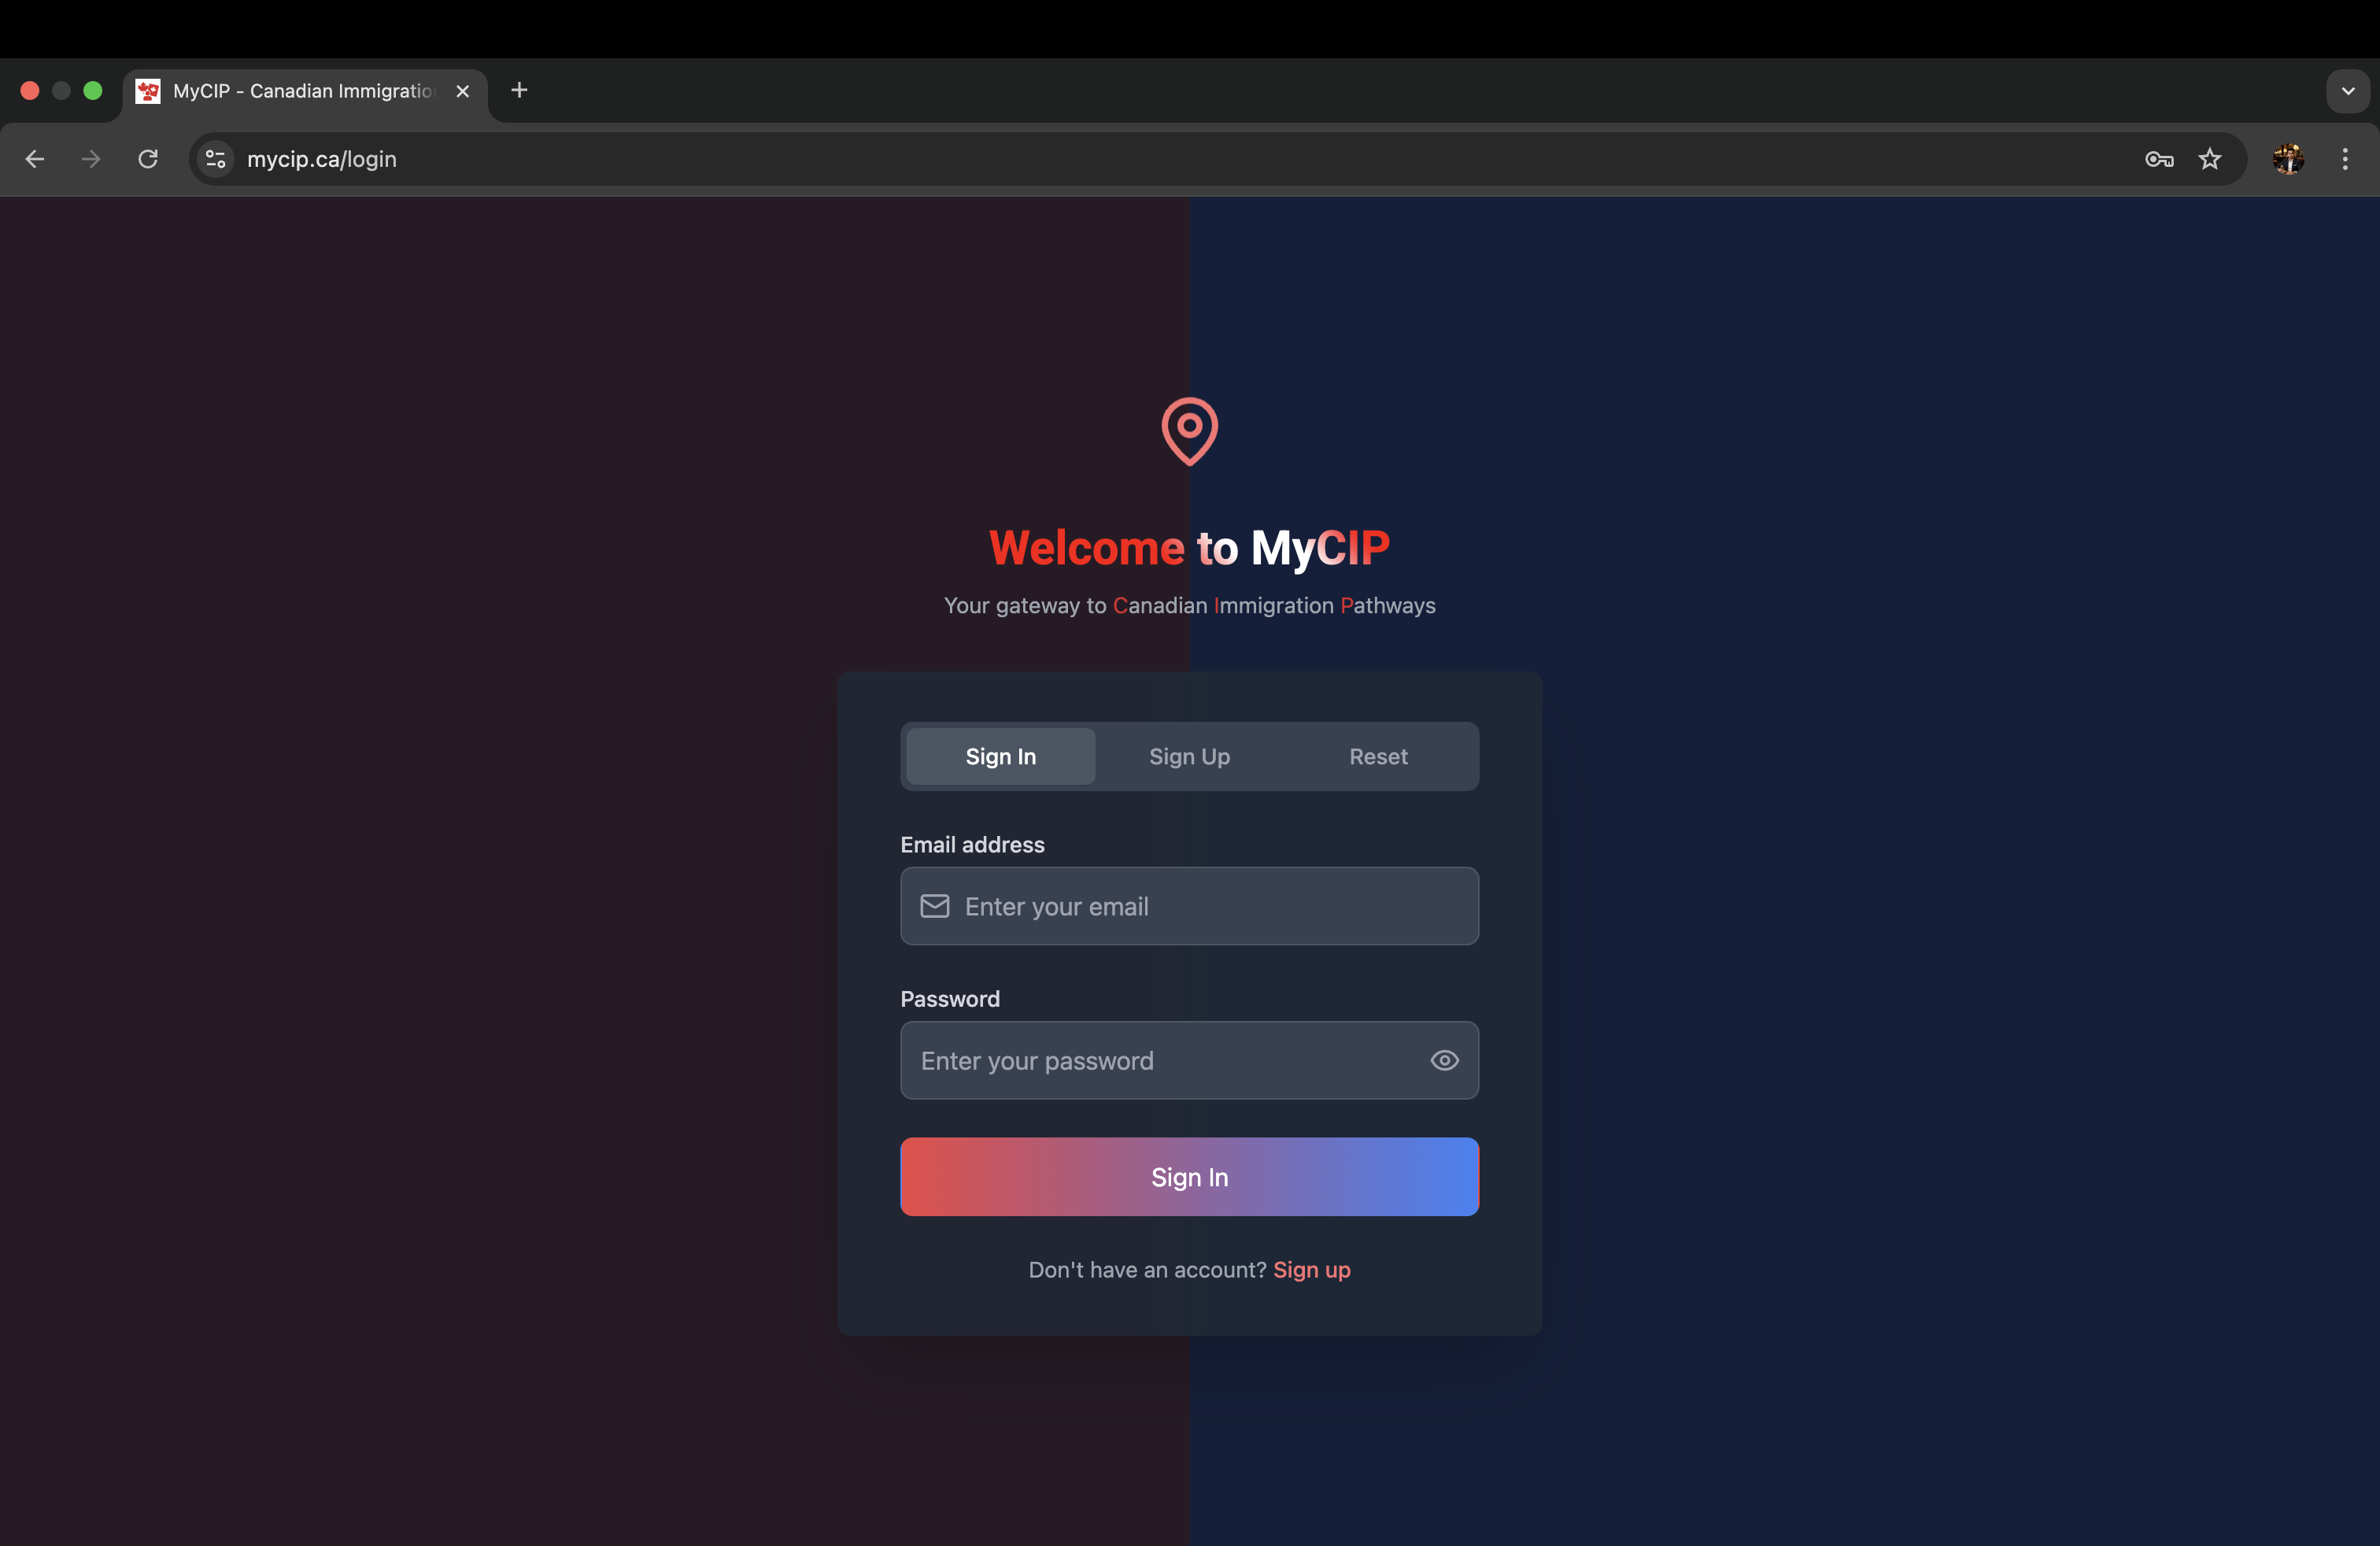 MyCIP - Canadian Immigratio
mycip.ca/login
Welcome to MyCIP
Your gateway to Canadian Immigration Pathways
Sign In
Sign Up
Reset
Email address
Enter your email
Password
Enter your password
Sign In
Don't have an account? Sign up